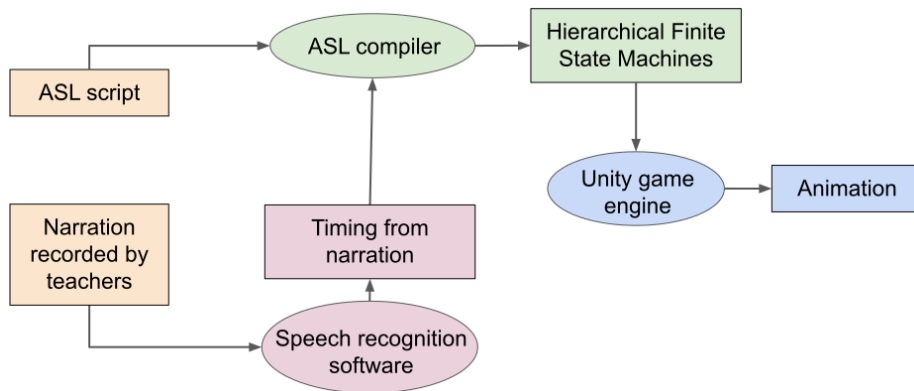 ASL script
ASL compiler
Hierarchical Finite
State Machines
Unity game
engine
Animation
Narration
recorded by
teachers
Timing from
narration
Speech recognition
software